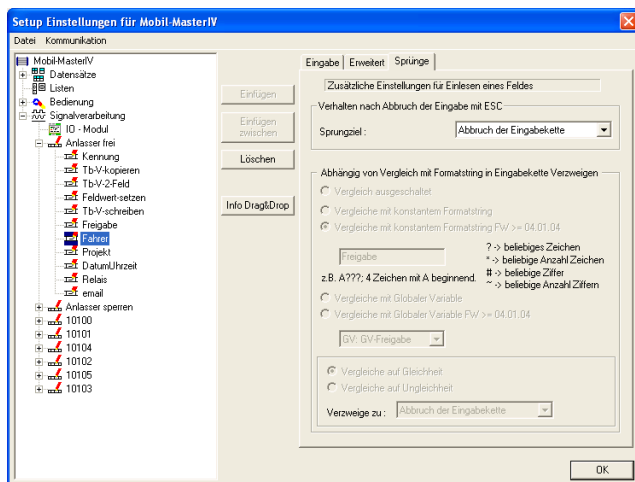 Setup Einstellungen für Mobil-MasterIV
Datei Kommunikation
Mobil-MasterIV
Datensätze
Listen
Bedienung
Signalverarbeitung
IO - Modul
Anlasser frei
Kennung
Tb-V-kopieren
Tb-V-2-Feld
Feldwert-setzen
Tb-V-schreiben
Freigabe
Fahrer
Projekt
DatumUhrzeit
Relais
email
Anlasser sperren
10100
10101
10104
10102
10105
10103
Einfügen
Einfügen
zwischen
Löschen
Info Drag&Drop
Eingabe Erweitert Sprünge
Zusätzliche Einstellungen für Einlesen eines Feldes
Verhalten nach Abbruch der Eingabe mit ESC
Sprungziel : Abbruch der Eingabekette
Abhängig von Vergleich mit Formatstring in Eingabekette Verzweigen
Vergleich ausgeschaltet
Vergleiche mit konstantem Formatstring
Vergleiche mit konstantem Formatstring FW >= 04.01.04
Freigabe
? -> beliebiges Zeichen
* -> beliebige Anzahl Zeichen
# -> beliebige Ziffer
~ -> beliebige Anzahl Ziffern
z.B. A???; 4 Zeichen mit A beginnend.
Vergleiche mit Globaler Variable
Vergleiche mit Globaler Variable FW >= 04.01.04
GV: GV-Freigabe
Vergleiche auf Gleichheit
Vergleiche auf Ungleichheit
Verzweige zu : Abbruch der Eingabekette
OK